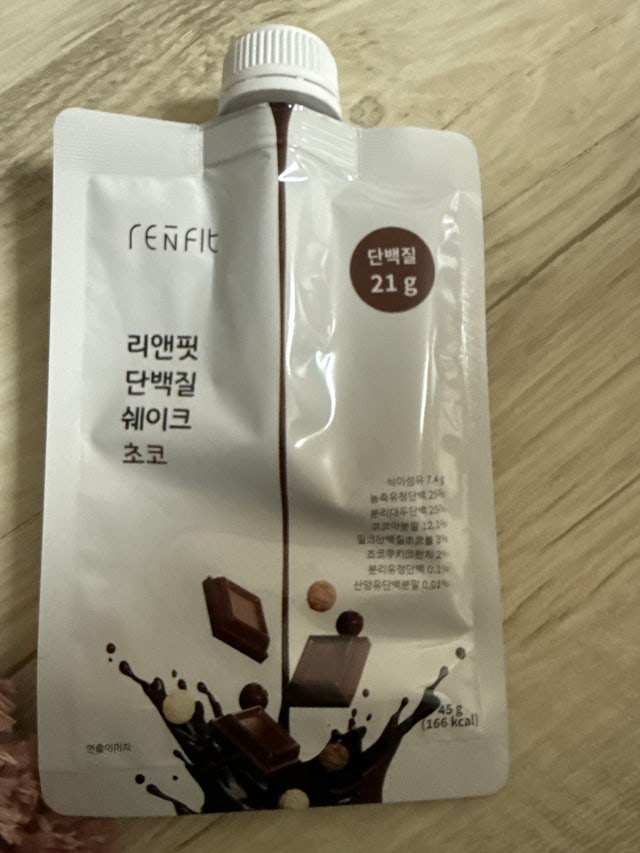 renfit
단백질
21 g
리앤핏
단백질
쉐이크
초코
식이섬유 7.4g
농축유청단백 25%
분리대두단백 25%
코코아분말 12.1%
밀크단백질초코볼 3%
초코쿠키크런치 2%
분리유청단백 0.1%
산양유단백분말 0.01%
45 g
(166 kcal)
연출이미지